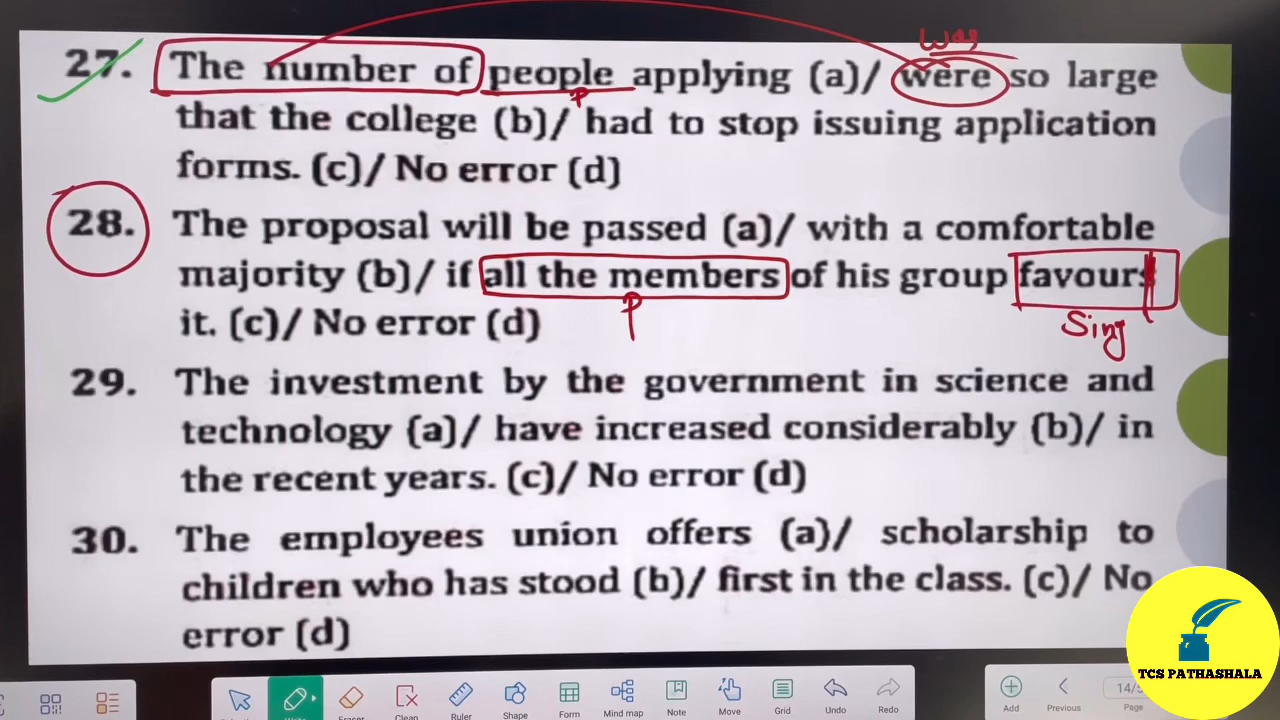 was
27. The number of people applying (a)/ were so large
P
that the college (b)/ had to stop issuing application
forms. (c)/ No error (d)
28. The proposal will be passed (a)/ with a comfortable
majority (b)/ if all the members of his group favours
P
it. (c)/ No error (d)
Sing
29. The investment by the government in science and
technology (a)/ have increased considerably (b)/ in
the recent years. (c)/ No error (d)
30. The employees union offers (a)/ scholarship to
children who has stood (b)/ first in the class. (c)/ No
error (d)
TCS PATHASHALA
Write Eraser Clean Ruler Shape Form Mind map Note Move Grid Undo Redo Add Previous 14/5 Page